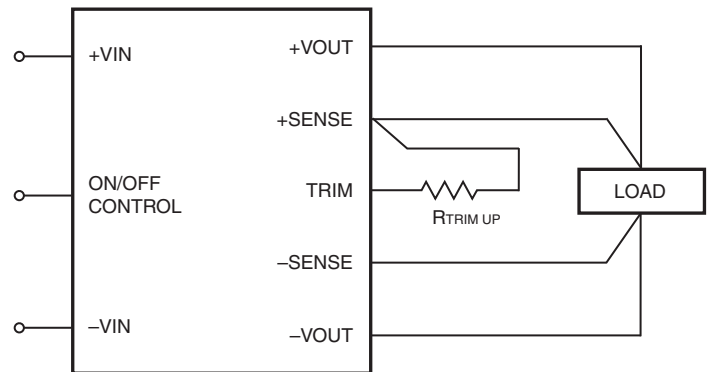 +VIN
ON/OFF
CONTROL
–VIN
+VOUT
+SENSE
TRIM
–SENSE
–VOUT
RTRIM UP
LOAD